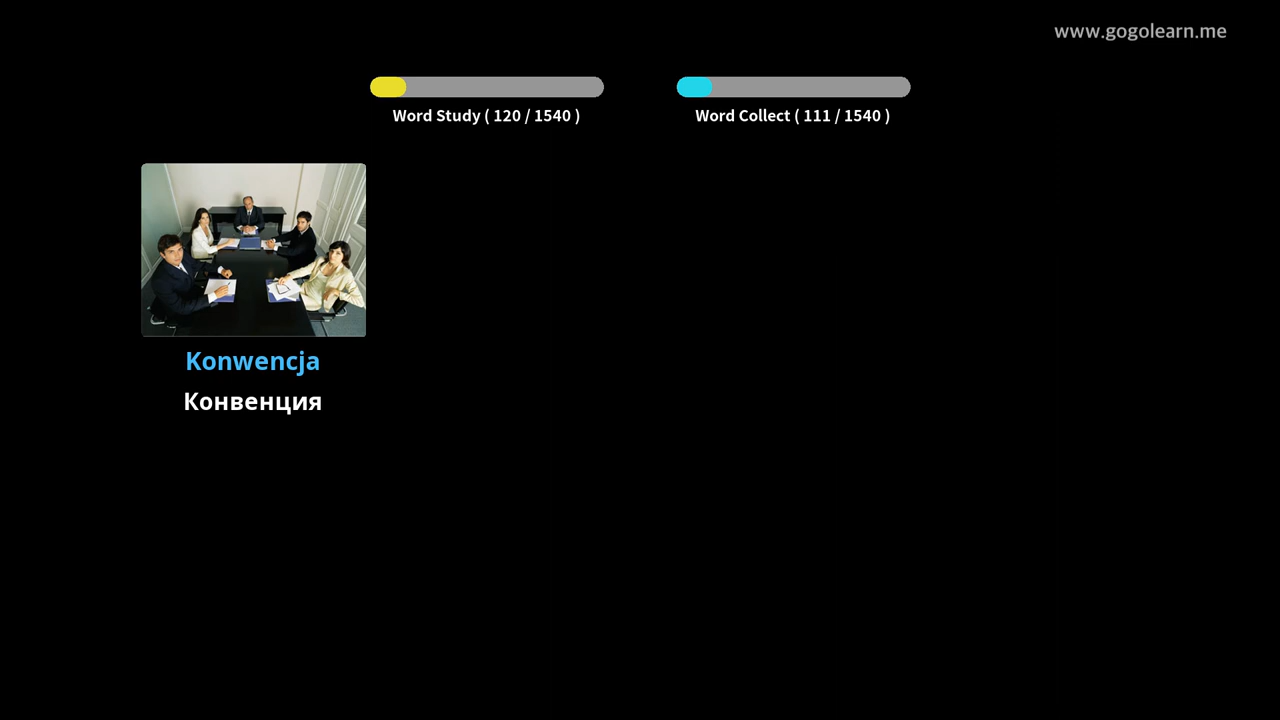 www.gogolearn.me
Word Study ( 120 / 1540 )
Word Collect ( 111 / 1540 )
Konwencja
Конвенция